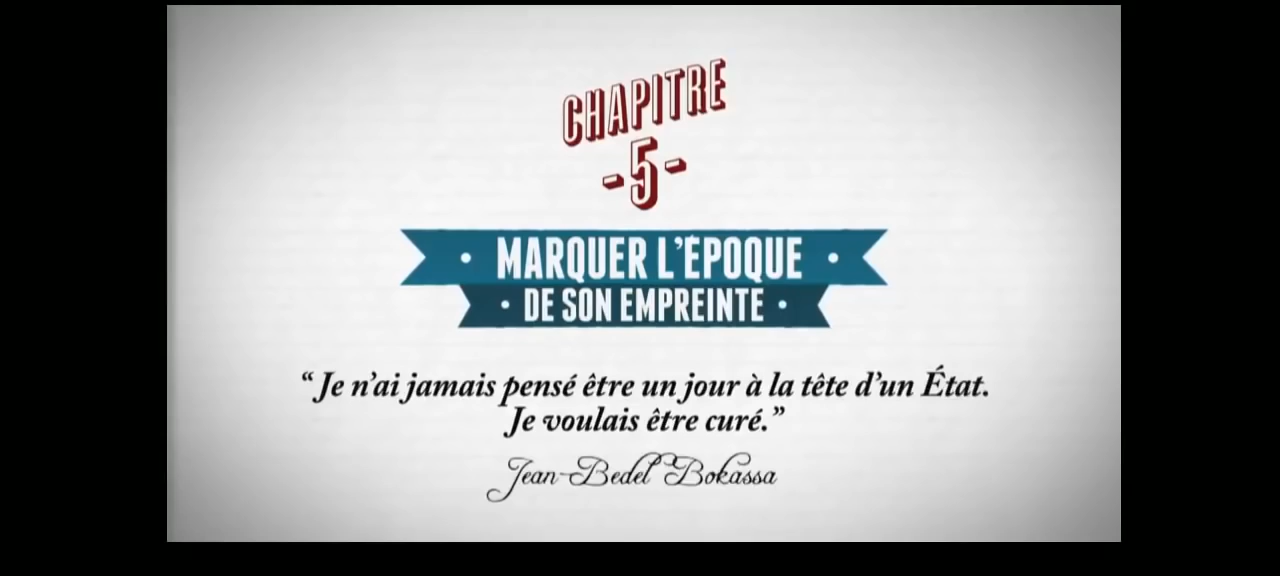 CHAPITRE
-5-
MARQUER L'ÉPOQUE
DE SON EMPREINTE
“Je n'ai jamais pensé être un jour à la tête d'un État.
Je voulais être curé.”
Jean-Bedel Bokassa